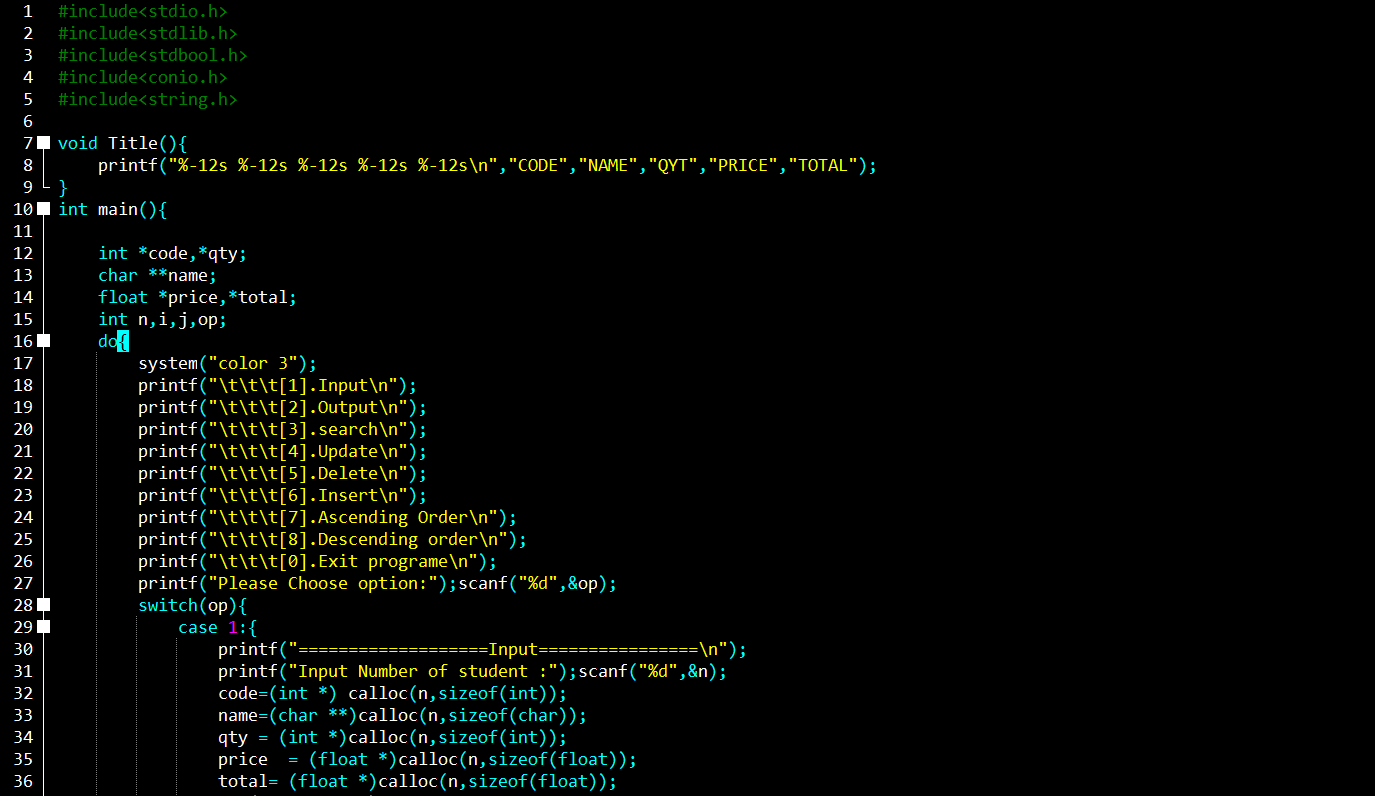 1 #include<stdio.h>
2 #include<stdlib.h>
3 #include<stdbool.h>
4 #include<conio.h>
5 #include<string.h>
6
7 void Title(){
8 printf("%-12s %-12s %-12s %-12s %-12s\n","CODE","NAME","QYT","PRICE","TOTAL");
9 }
10 int main(){
11
12 int *code,*qty;
13 char **name;
14 float *price,*total;
15 int n,i,j,op;
16 do{
17 system("color 3");
18 printf("\t\t\t[1].Input\n");
19 printf("\t\t\t[2].Output\n");
20 printf("\t\t\t[3].search\n");
21 printf("\t\t\t[4].Update\n");
22 printf("\t\t\t[5].Delete\n");
23 printf("\t\t\t[6].Insert\n");
24 printf("\t\t\t[7].Ascending Order\n");
25 printf("\t\t\t[8].Descending order\n");
26 printf("\t\t\t[0].Exit programe\n");
27 printf("Please Choose option:");scanf("%d",&op);
28 switch(op){
29 case 1:{
30 printf("===================Input================\n");
31 printf("Input Number of student :");scanf("%d",&n);
32 code=(int *) calloc(n,sizeof(int));
33 name=(char **)calloc(n,sizeof(char));
34 qty = (int *)calloc(n,sizeof(int));
35 price  = (float *)calloc(n,sizeof(float));
36 total= (float *)calloc(n,sizeof(float));